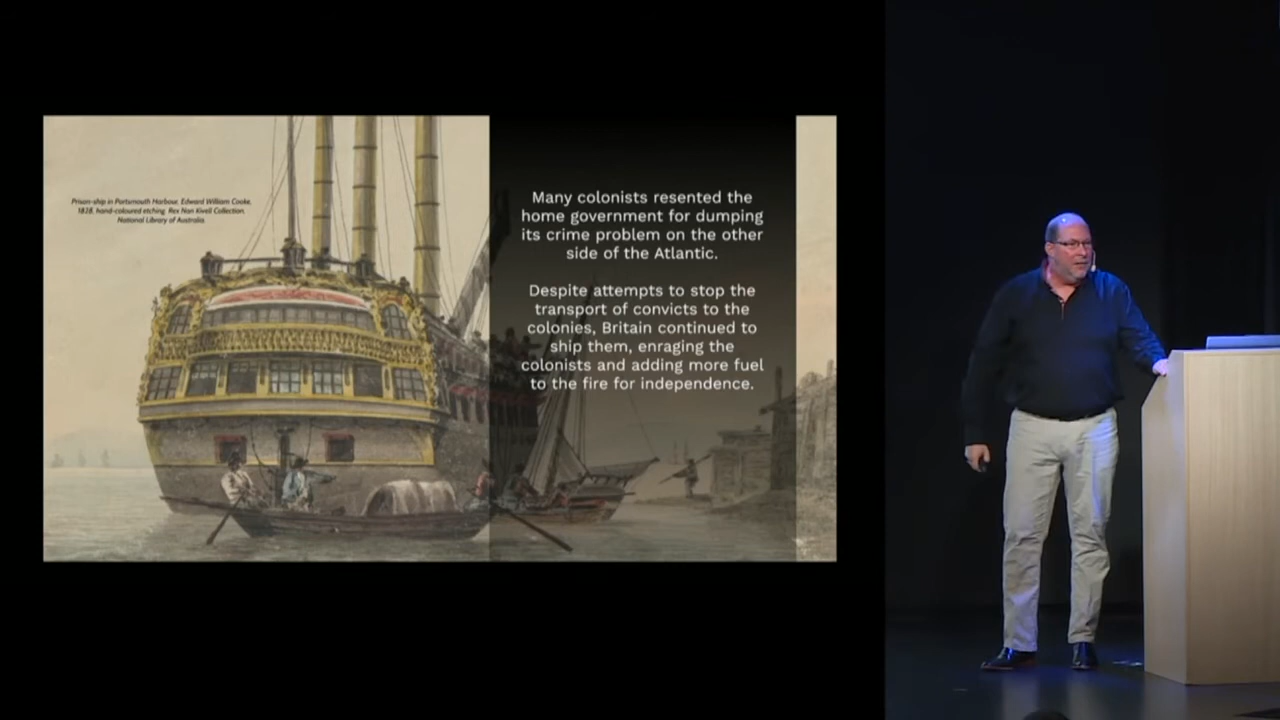 Prison-ship in Portsmouth Harbour, Edward William Cooke,
1828, hand-coloured etching. Rex Nan Kivell Collection,
National Library of Australia.
Many colonists resented the
home government for dumping
its crime problem on the other
side of the Atlantic.
Despite attempts to stop the
transport of convicts to the
colonies, Britain continued to
ship them, enraging the
colonists and adding more fuel
to the fire for independence.